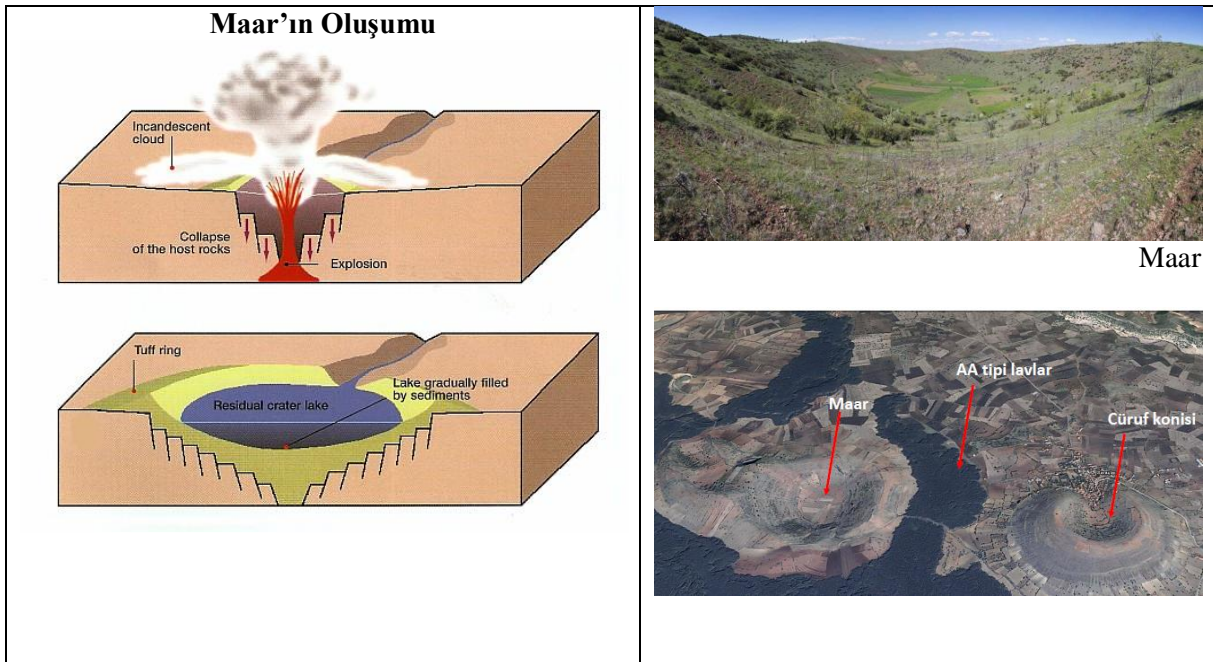 Maar’ın Oluşumu
Incandescent
cloud
Collapse
of the host rocks
Explosion
Tuff ring
Lake gradually filled
by sediments
Residual crater lake
Maar
AA tipi lavlar
Maar
Cüruf konisi